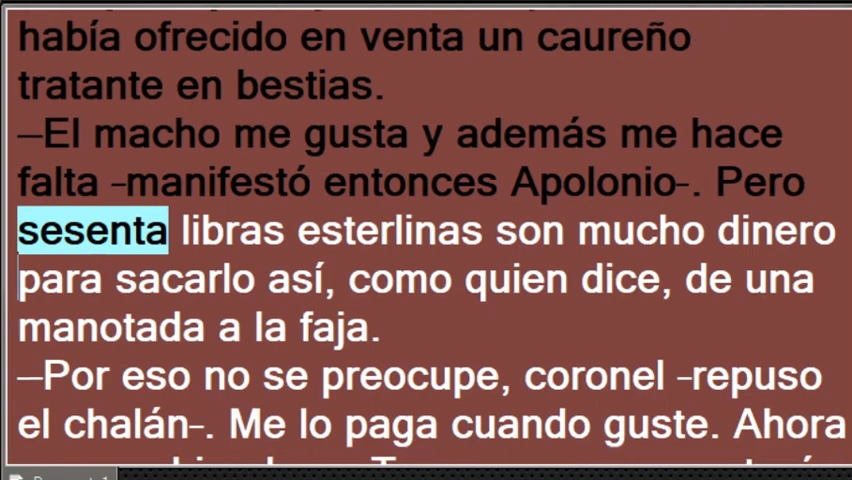 había ofrecido en venta un caureño
tratante en bestias.
—El macho me gusta y además me hace
falta –manifestó entonces Apolonio–. Pero
sesenta libras esterlinas son mucho dinero
para sacarlo así, como quien dice, de una
manotada a la faja.
—Por eso no se preocupe, coronel –repuso
el chalán–. Me lo paga cuando guste. Ahora